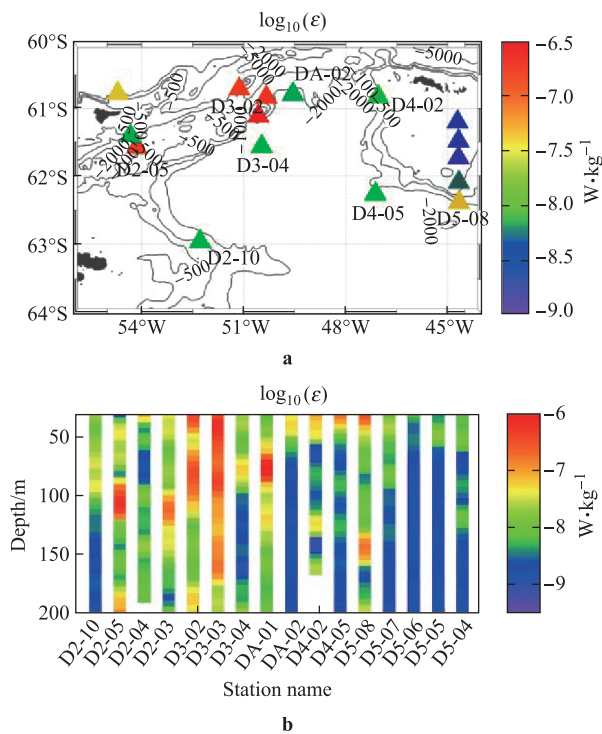 log₁₀(ε)
60°S
61°S
62°S
63°S
64°S
54°W
51°W
48°W
45°W
-500
-2000
-5000
-1000
DA-02
D3-02
D4-02
D2-05
D3-04
D4-05
D5-08
D2-10
-6.5
-7.0
-7.5
-8.0
-8.5
-9.0
W·kg⁻¹
a
log₁₀(ε)
50
100
150
200
Depth/m
D2-10
D2-05
D2-04
D2-03
D3-02
D3-03
D3-04
DA-01
DA-02
D4-02
D4-05
D5-08
D5-07
D5-06
D5-05
D5-04
Station name
-6
-7
-8
-9
W·kg⁻¹
b